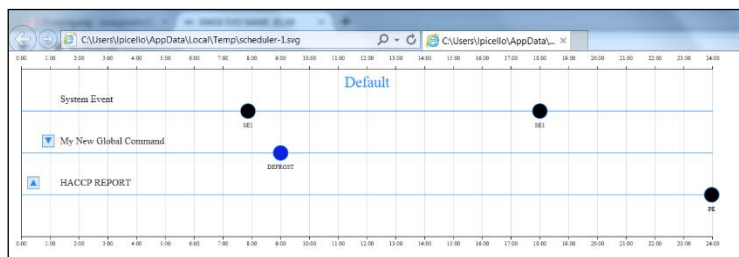 C:\Users\lpicello\AppData\Local\Temp\scheduler-1.svg
C:\Users\lpicello\AppData\...
0:00 1:00 2:00 3:00 4:00 5:00 6:00 7:00 8:00 9:00 10:00 11:00 12:00 13:00 14:00 15:00 16:00 17:00 18:00 19:00 20:00 21:00 22:00 23:00 24:00
Default
System Event
SE2 SE1
My New Global Command
DEFROST
HACCP REPORT
PE
0:00 1:00 2:00 3:00 4:00 5:00 6:00 7:00 8:00 9:00 10:00 11:00 12:00 13:00 14:00 15:00 16:00 17:00 18:00 19:00 20:00 21:00 22:00 23:00 24:00